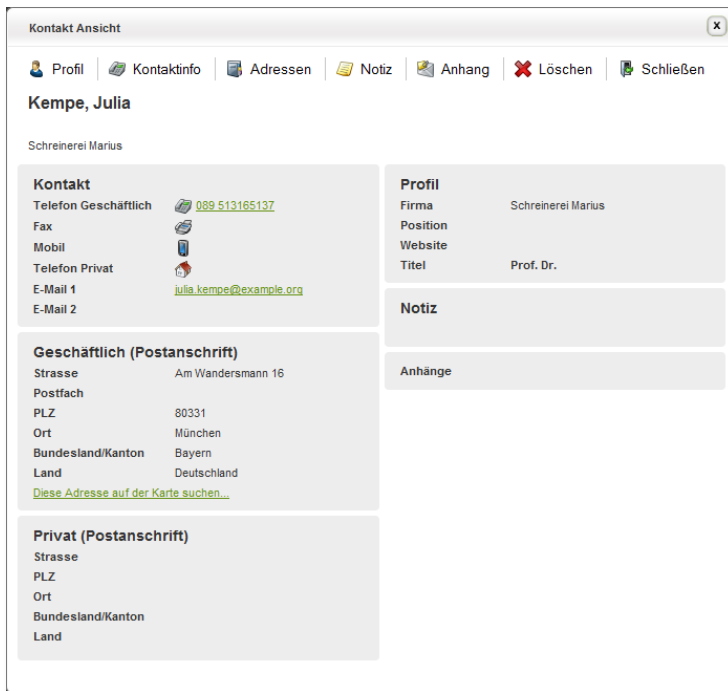 Kontakt Ansicht
x
Profil
Kontaktinfo
Adressen
Notiz
Anhang
Löschen
Schließen
Kempe, Julia
Schreinerei Marius
Kontakt
Telefon Geschäftlich 089 513165137
Fax
Mobil
Telefon Privat
E-Mail 1 julia.kempe@example.org
E-Mail 2
Geschäftlich (Postanschrift)
Strasse Am Wandersmann 16
Postfach
PLZ 80331
Ort München
Bundesland/Kanton Bayern
Land Deutschland
Diese Adresse auf der Karte suchen...
Privat (Postanschrift)
Strasse
PLZ
Ort
Bundesland/Kanton
Land
Profil
Firma Schreinerei Marius
Position
Website
Titel Prof. Dr.
Notiz
Anhänge